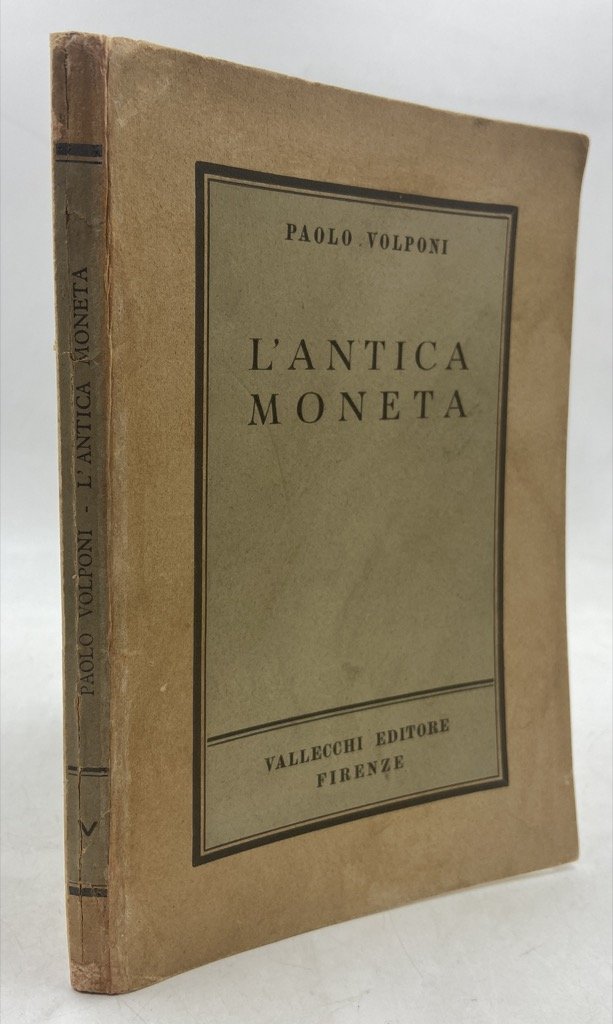 PAOLO VOLPONI
L'ANTICA
MONETA
VALLECCHI EDITORE
FIRENZE
PAOLO VOLPONI - L'ANTICA MONETA
V